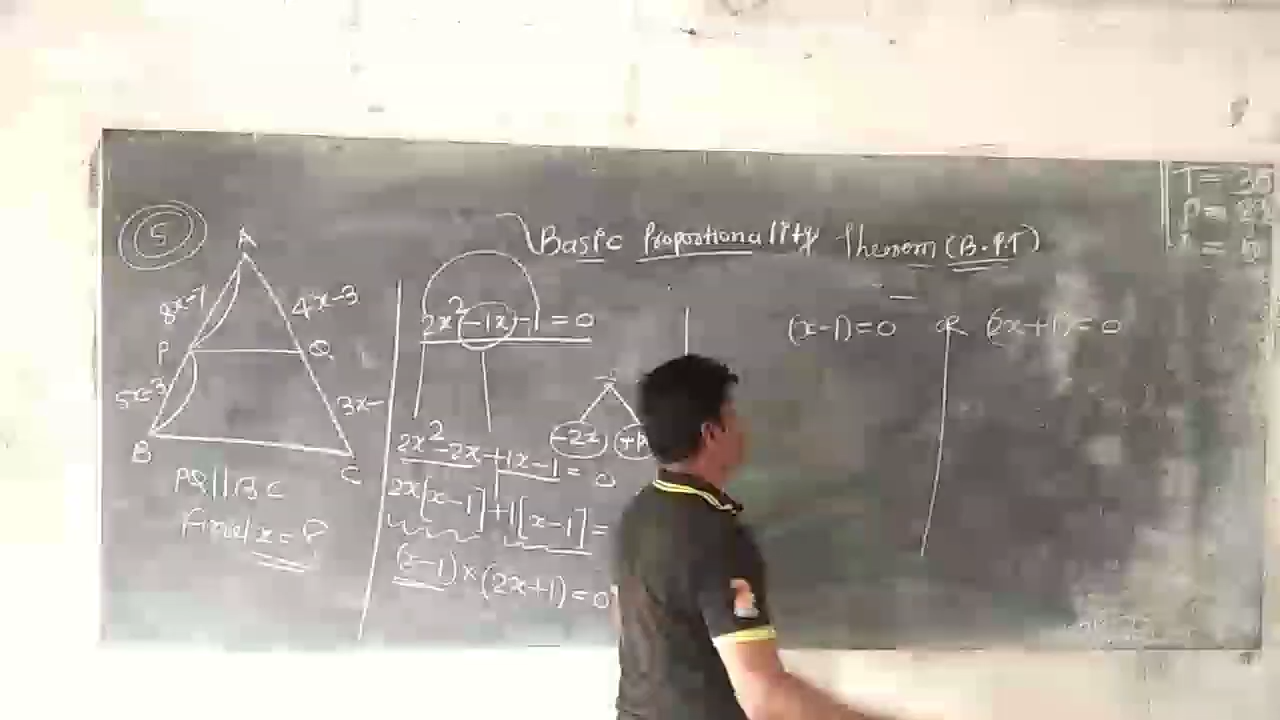 5
Basic Proportionality Theorem (B.P.T)
A
8x-7
4x-3
P
Q
5x-3
3x-
B
C
PQ||BC
Find x = ?
2x²-1x-1 = 0
-2x
2x²-2x+1x-1 = 0
2x[x-1]+1[x-1] =
(x-1)×(2x+1)=0
(x-1)=0 OR (2x+1)=0
T=
P=